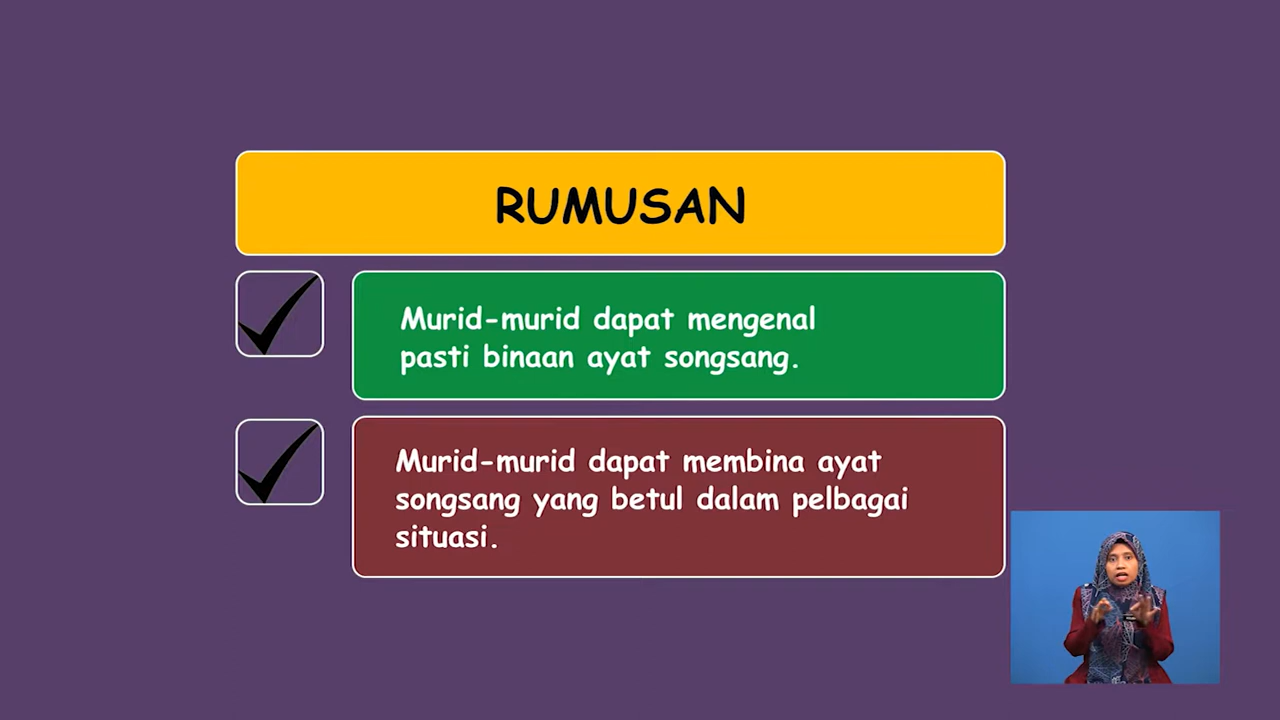 RUMUSAN
Murid-murid dapat mengenal
pasti binaan ayat songsang.
Murid-murid dapat membina ayat
songsang yang betul dalam pelbagai
situasi.